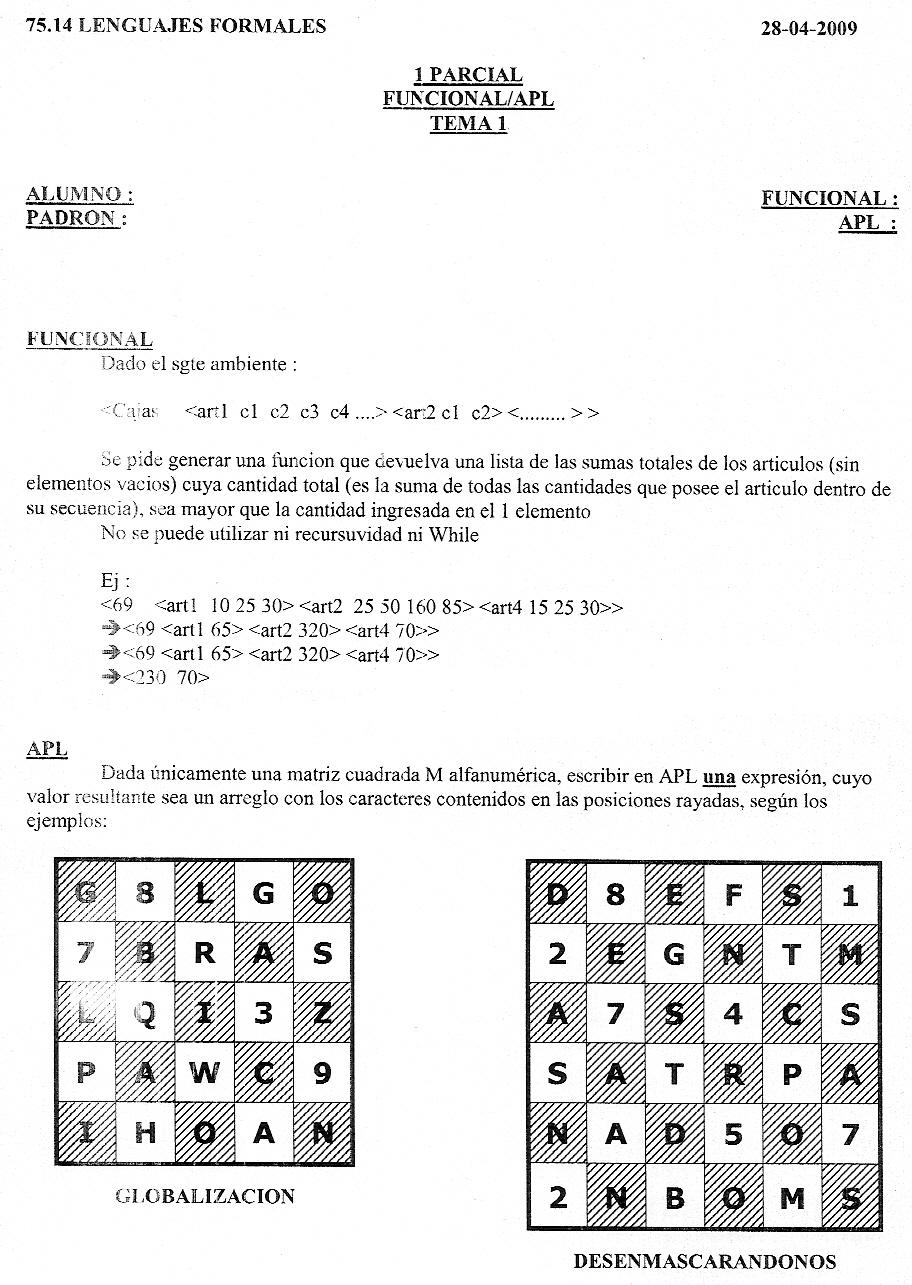 75.14 LENGUAJES FORMALES 28-04-2009
1 PARCIAL
FUNCIONAL/APL
TEMA 1
ALUMNO : FUNCIONAL :
PADRON : APL :
FUNCIONAL
Dado el sgte ambiente :
<Cajas <art1 c1 c2 c3 c4 ....> <art2 c1 c2> <......... > >
Se pide generar una funcion que devuelva una lista de las sumas totales de los articulos (sin
elementos vacios) cuya cantidad total (es la suma de todas las cantidades que posee el articulo dentro de
su secuencia), sea mayor que la cantidad ingresada en el 1 elemento
No se puede utilizar ni recursuvidad ni While
Ej :
<69 <art1 10 25 30> <art2 25 50 160 85> <art4 15 25 30>>
➔<69 <art1 65> <art2 320> <art4 70>>
➔<69 <art1 65> <art2 320> <art4 70>>
➔<230 70>
APL
Dada únicamente una matriz cuadrada M alfanumérica, escribir en APL una expresión, cuyo
valor resultante sea un arreglo con los caracteres contenidos en las posiciones rayadas, según los
ejemplos:
G 8 L G O
7 B R A S
L Q I 3 Z
P A W C 9
I H O A N
GLOBALIZACION
D 8 E F S 1
2 E G N T M
A 7 S 4 C S
S A T R P A
N A D 5 O 7
2 N B O M S
DESENMASCARANDONOS